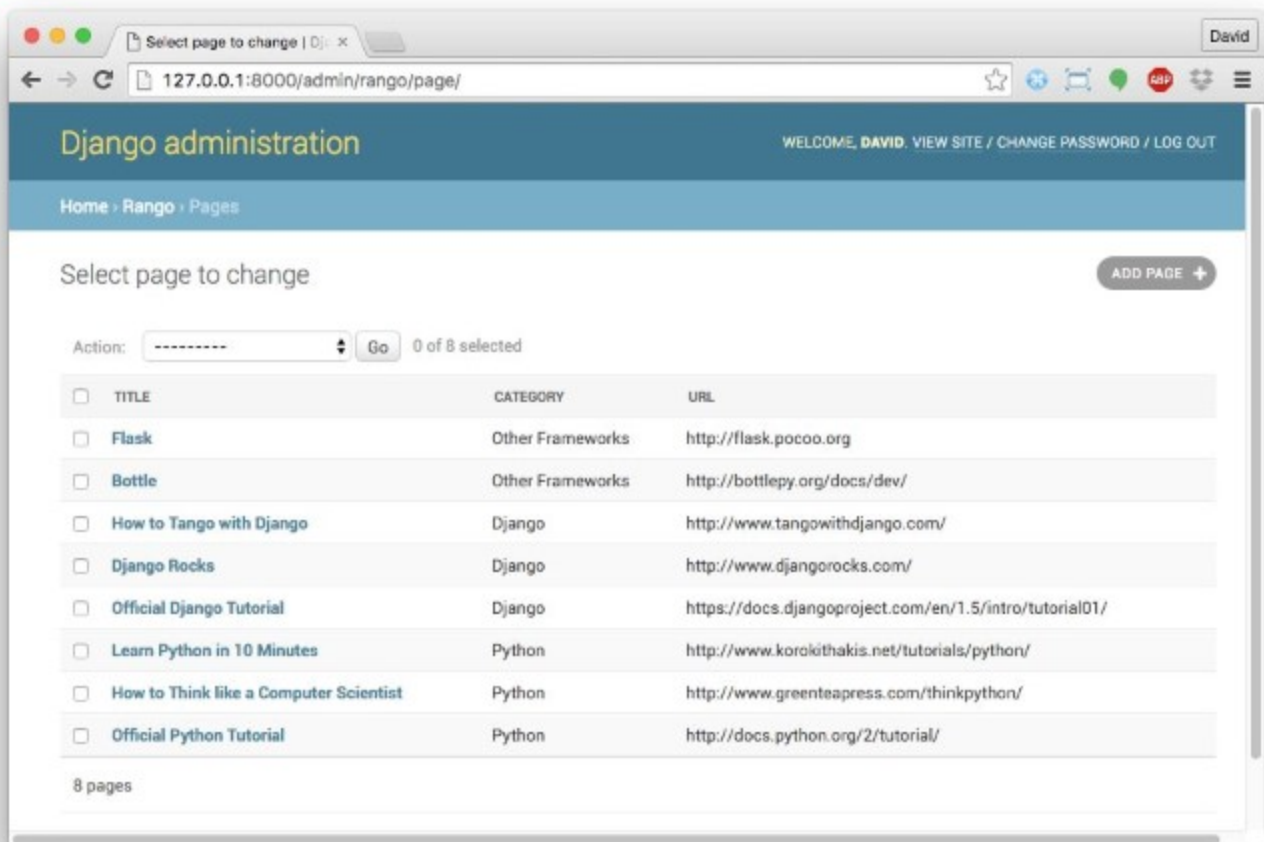 Select page to change | Dj
David
127.0.0.1:8000/admin/rango/page/
ABP
Django administration
WELCOME, DAVID. VIEW SITE / CHANGE PASSWORD / LOG OUT
Home › Rango › Pages
Select page to change
ADD PAGE +
Action: --------- Go 0 of 8 selected
TITLE CATEGORY URL
Flask Other Frameworks http://flask.pocoo.org
Bottle Other Frameworks http://bottlepy.org/docs/dev/
How to Tango with Django Django http://www.tangowithdjango.com/
Django Rocks Django http://www.djangorocks.com/
Official Django Tutorial Django https://docs.djangoproject.com/en/1.5/intro/tutorial01/
Learn Python in 10 Minutes Python http://www.korokithakis.net/tutorials/python/
How to Think like a Computer Scientist Python http://www.greenteapress.com/thinkpython/
Official Python Tutorial Python http://docs.python.org/2/tutorial/
8 pages